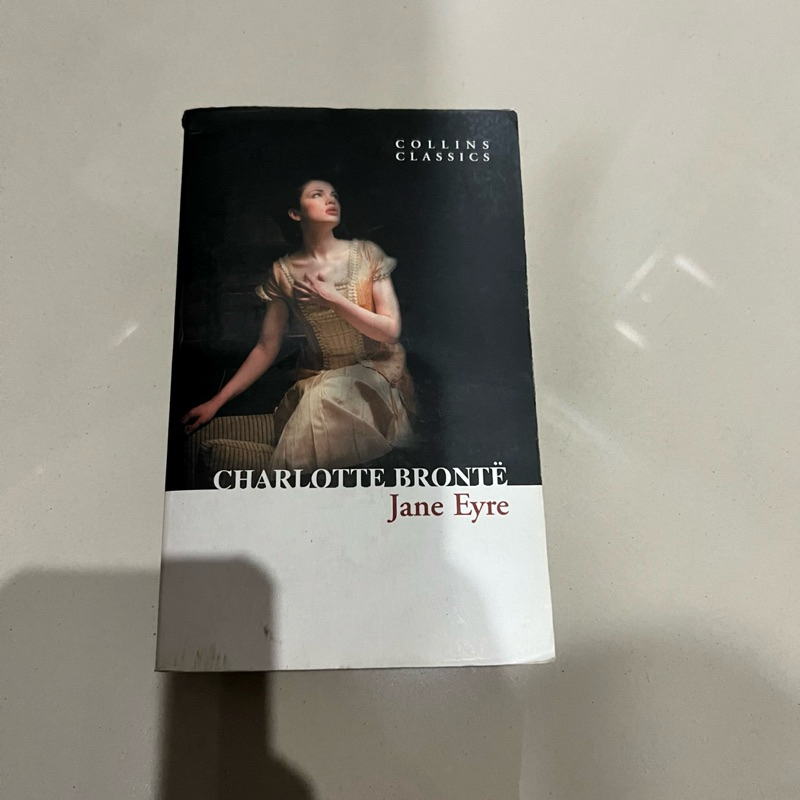 COLLINS
CLASSICS
CHARLOTTE BRONTË
Jane Eyre